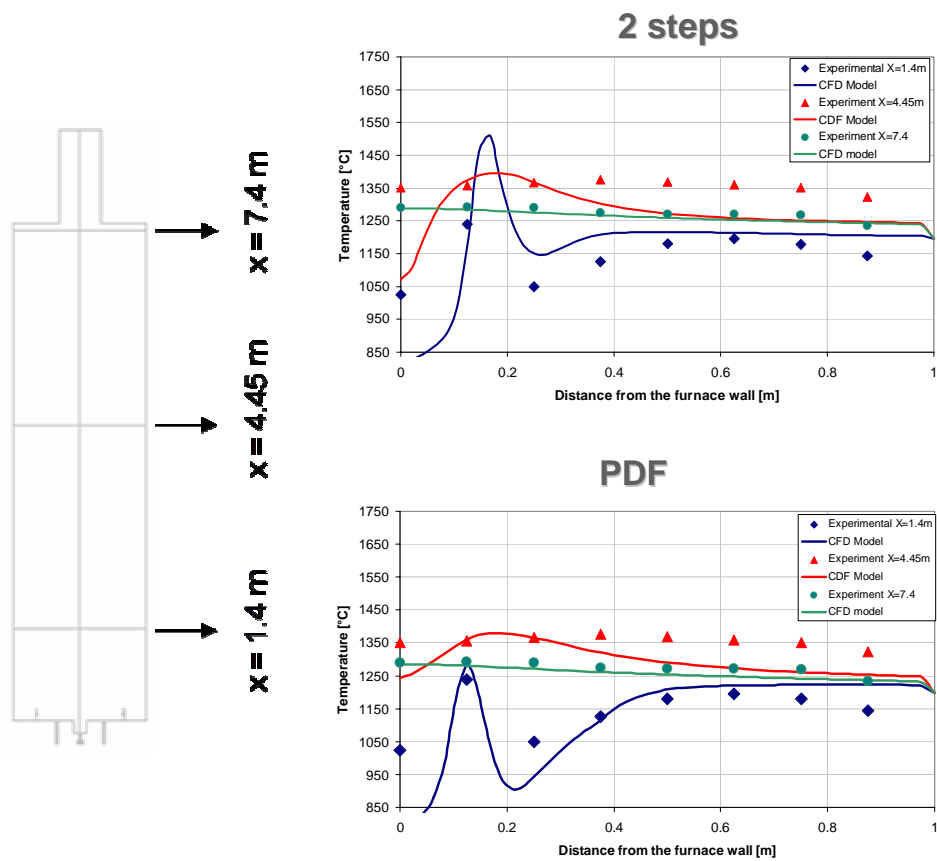 2 steps
1750
1650
1550
1450
1350
1250
1150
1050
950
850
0
0.2
0.4
0.6
0.8
1
Temperature [°C]
Distance from the furnace wall [m]
Experimental X=1.4m
CFD Model
Experiment X=4.45m
CDF Model
Experiment X=7.4
CFD model
x = 7.4 m
x = 4.45 m
x = 1.4 m
PDF
1750
1650
1550
1450
1350
1250
1150
1050
950
850
0
0.2
0.4
0.6
0.8
1
Temperature [°C]
Distance from the furnace wall [m]
Experimental X=1.4m
CFD Model
Experiment X=4.45m
CDF Model
Experiment X=7.4
CFD model